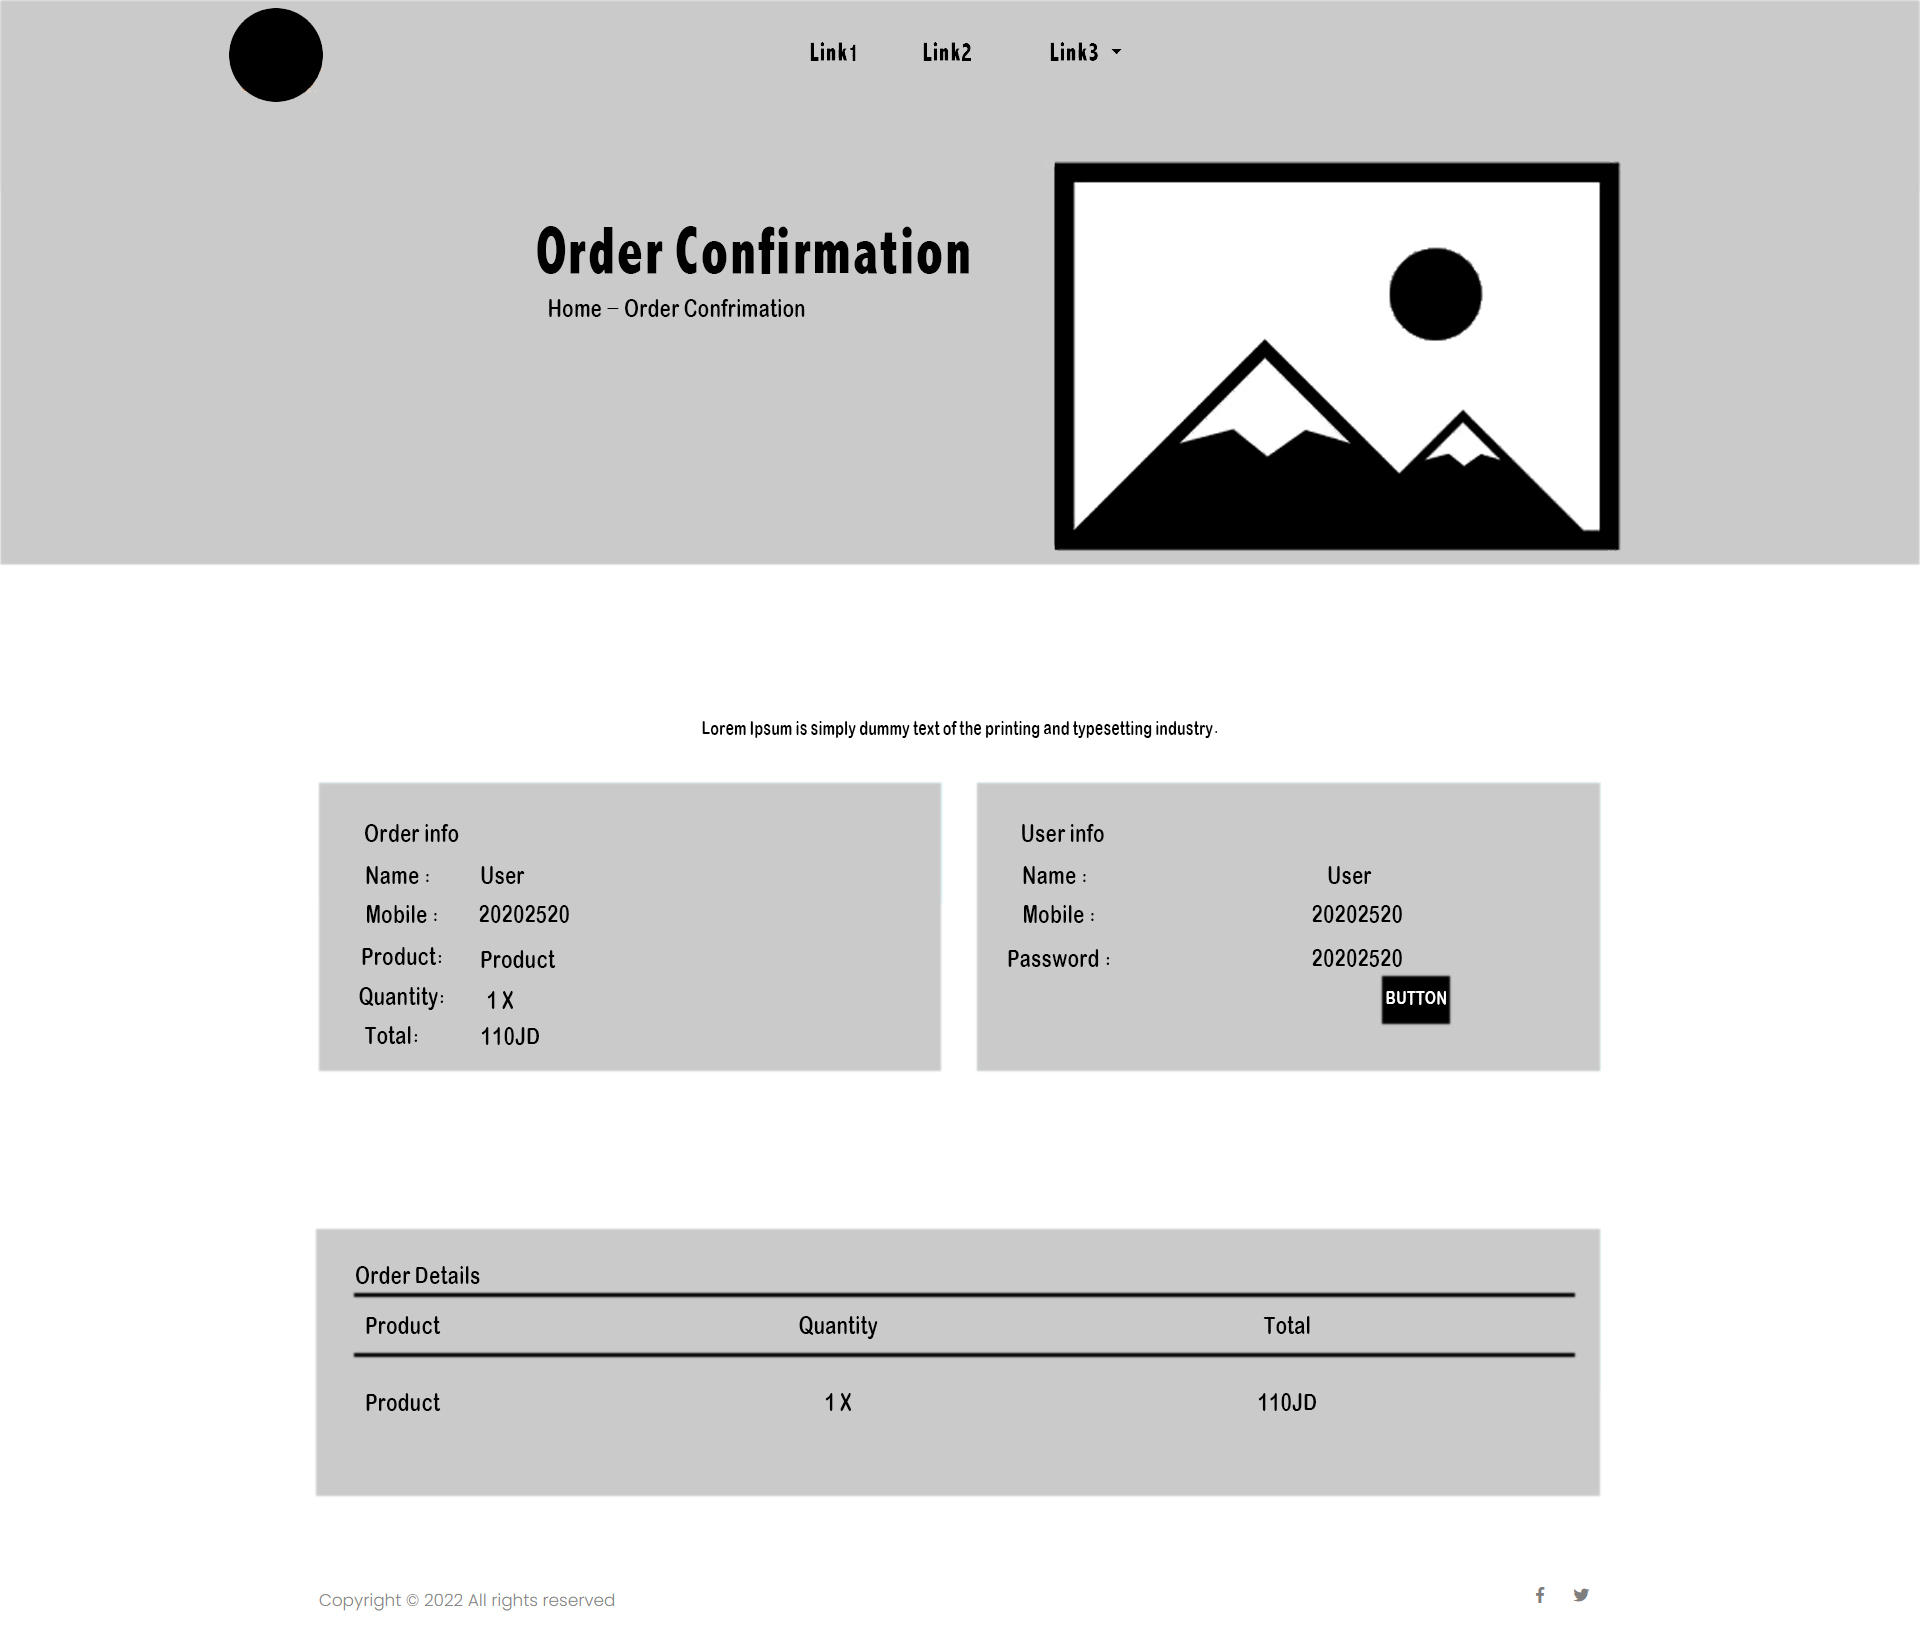 Link1 Link2 Link3
Order Confirmation
Home – Order Confrimation
Lorem Ipsum is simply dummy text of the printing and typesetting industry.
Order info
Name : User
Mobile : 20202520
Product: Product
Quantity: 1 X
Total: 110JD
User info
Name : User
Mobile : 20202520
Password : 20202520
BUTTON
Order Details
Product Quantity Total
Product 1 X 110JD
Copyright © 2022 All rights reserved